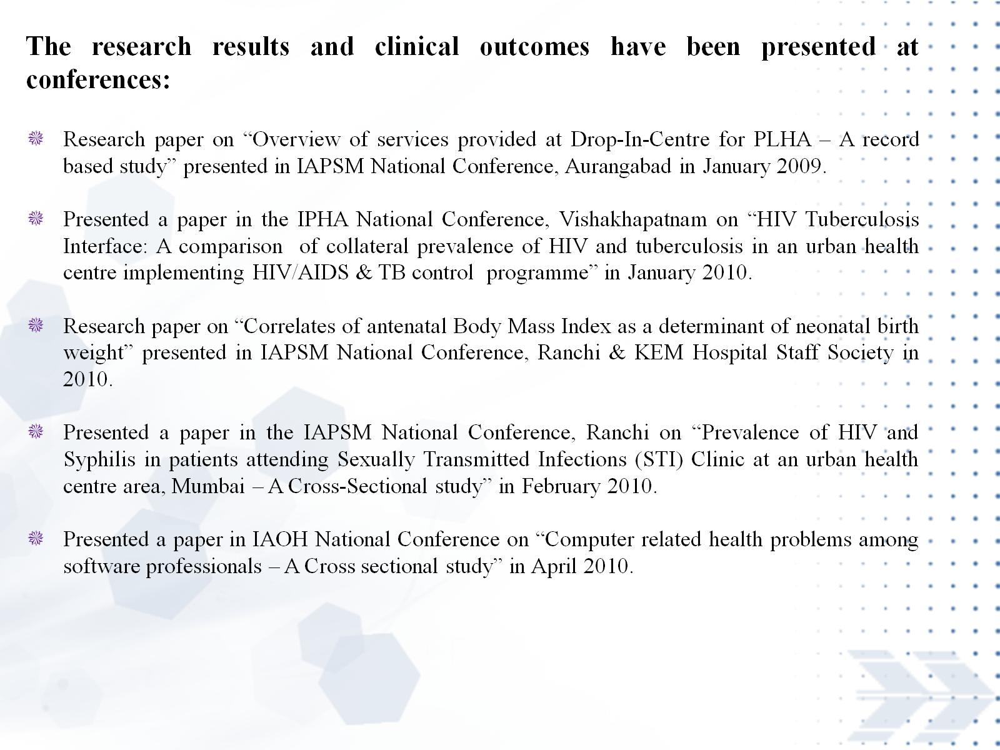 The research results and clinical outcomes have been presented at
conferences:
Research paper on “Overview of services provided at Drop-In-Centre for PLHA – A record
based study” presented in IAPSM National Conference, Aurangabad in January 2009.
Presented a paper in the IPHA National Conference, Vishakhapatnam on “HIV Tuberculosis
Interface: A comparison  of collateral prevalence of HIV and tuberculosis in an urban health
centre implementing HIV/AIDS & TB control  programme” in January 2010.
Research paper on “Correlates of antenatal Body Mass Index as a determinant of neonatal birth
weight” presented in IAPSM National Conference, Ranchi & KEM Hospital Staff Society in
2010.
Presented a paper in the IAPSM National Conference, Ranchi on “Prevalence of HIV and
Syphilis in patients attending Sexually Transmitted Infections (STI) Clinic at an urban health
centre area, Mumbai – A Cross-Sectional study” in February 2010.
Presented a paper in IAOH National Conference on “Computer related health problems among
software professionals – A Cross sectional study” in April 2010.